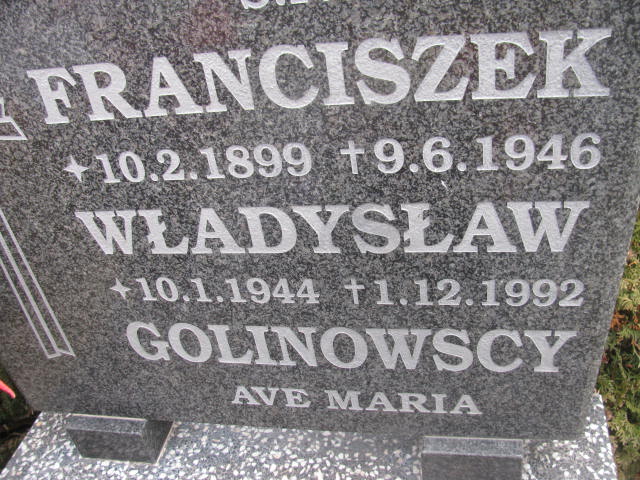 FRANCISZEK
10.2.1899 †9.6.1946
WŁADYSŁAW
10.1.1944 †1.12.1992
GOLINOWSCY
AVE MARIA